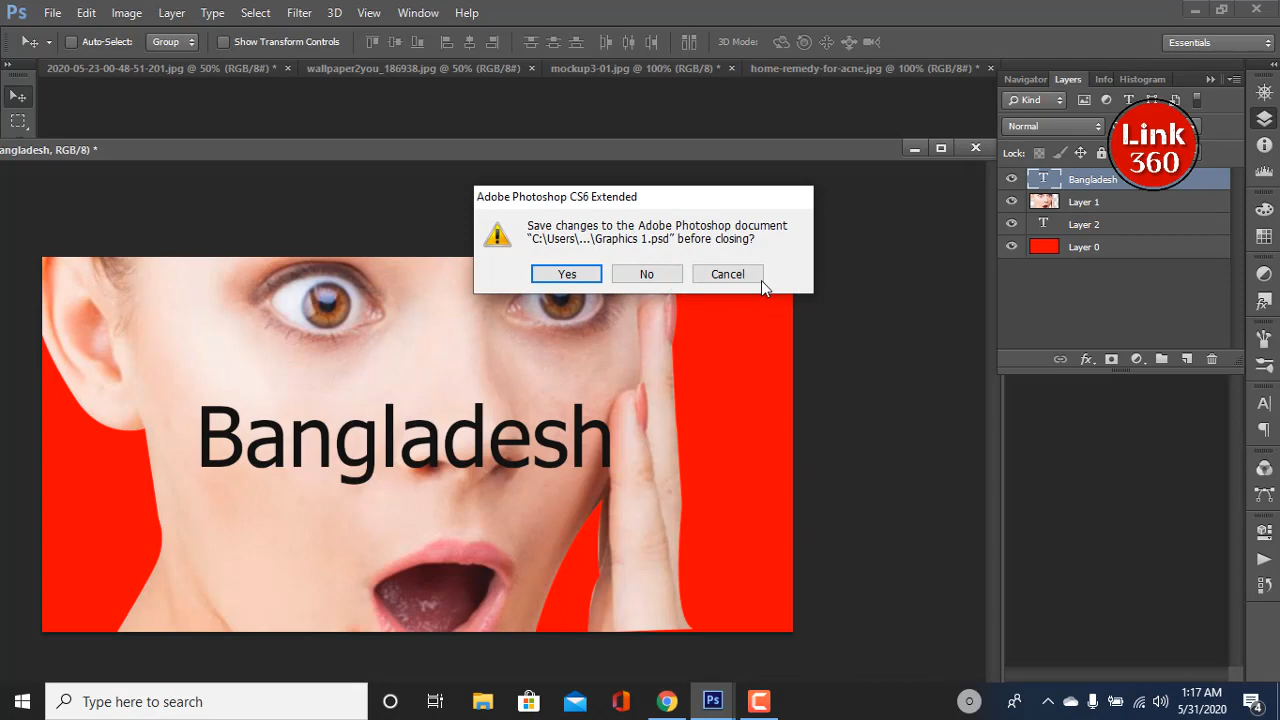 Ps File Edit Image Layer Type Select Filter 3D View Window Help
Auto-Select: Group Show Transform Controls 3D Mode: Essentials
2020-05-23-00-48-51-201.jpg @ 50% (RGB/8#) * × wallpaper2you_186938.jpg @ 50% (RGB/8#) × mockup3-01.jpg @ 100% (RGB/8) * × home-remedy-for-acne.jpg @ 100% (RGB/8#) * ×
Navigator Layers Info Histogram
Kind
Normal
Link
360
Lock:
angladesh, RGB/8) *
Bangladesh
Layer 1
Layer 2
Layer 0
Adobe Photoshop CS6 Extended
Save changes to the Adobe Photoshop document
“C:\Users\...\Graphics 1.psd” before closing?
Yes No Cancel
Bangladesh
Type here to search
Ps
1:17 AM
5/31/2020
4